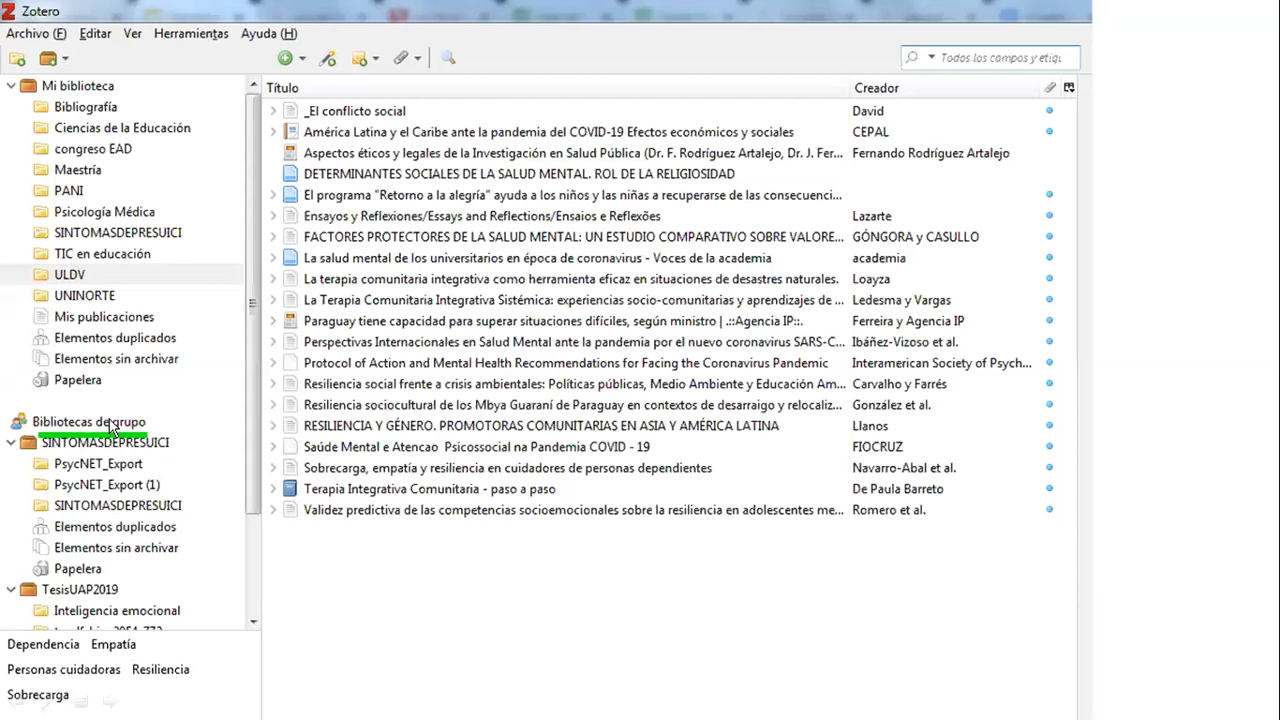 Zotero
Archivo (F) Editar Ver Herramientas Ayuda (H)
Todos los campos y etiqu
Mi biblioteca
Bibliografía
Ciencias de la Educación
congreso EAD
Maestría
PANI
Psicología Médica
SINTOMASDEPRESUICI
TIC en educación
ULDV
UNINORTE
Mis publicaciones
Elementos duplicados
Elementos sin archivar
Papelera
Bibliotecas de grupo
SINTOMASDEPRESUICI
PsycNET_Export
PsycNET_Export (1)
SINTOMASDEPRESUICI
Elementos duplicados
Elementos sin archivar
Papelera
TesisUAP2019
Inteligencia emocional
Dependencia Empatía
Personas cuidadoras Resiliencia
Sobrecarga
Título Creador
_El conflicto social David
América Latina y el Caribe ante la pandemia del COVID-19 Efectos económicos y sociales CEPAL
Aspectos éticos y legales de la Investigación en Salud Pública (Dr. F. Rodríguez Artalejo, Dr. J. Fer... Fernando Rodríguez Artalejo
DETERMINANTES SOCIALES DE LA SALUD MENTAL. ROL DE LA RELIGIOSIDAD
El programa "Retorno a la alegría" ayuda a los niños y las niñas a recuperarse de las consecuenci...
Ensayos y Reflexiones/Essays and Reflections/Ensaios e Reflexões Lazarte
FACTORES PROTECTORES DE LA SALUD MENTAL: UN ESTUDIO COMPARATIVO SOBRE VALORE... GÓNGORA y CASULLO
La salud mental de los universitarios en época de coronavirus - Voces de la academia academia
La terapia comunitaria integrativa como herramienta eficaz en situaciones de desastres naturales. Loayza
La Terapia Comunitaria Integrativa Sistémica: experiencias socio-comunitarias y aprendizajes de ... Ledesma y Vargas
Paraguay tiene capacidad para superar situaciones difíciles, según ministro | .::Agencia IP::. Ferreira y Agencia IP
Perspectivas Internacionales en Salud Mental ante la pandemia por el nuevo coronavirus SARS-C... Ibáñez-Vizoso et al.
Protocol of Action and Mental Health Recommendations for Facing the Coronavirus Pandemic Interamerican Society of Psych...
Resiliencia social frente a crisis ambientales: Políticas públicas, Medio Ambiente y Educación Am... Carvalho y Farrés
Resiliencia sociocultural de los Mbya Guaraní de Paraguay en contextos de desarraigo y relocaliz... González et al.
RESILIENCIA Y GÉNERO. PROMOTORAS COMUNITARIAS EN ASIA Y AMÉRICA LATINA Llanos
Saúde Mental e Atencao Psicossocial na Pandemia COVID - 19 FIOCRUZ
Sobrecarga, empatía y resiliencia en cuidadores de personas dependientes Navarro-Abal et al.
Terapia Integrativa Comunitaria - paso a paso De Paula Barreto
Validez predictiva de las competencias socioemocionales sobre la resiliencia en adolescentes me... Romero et al.